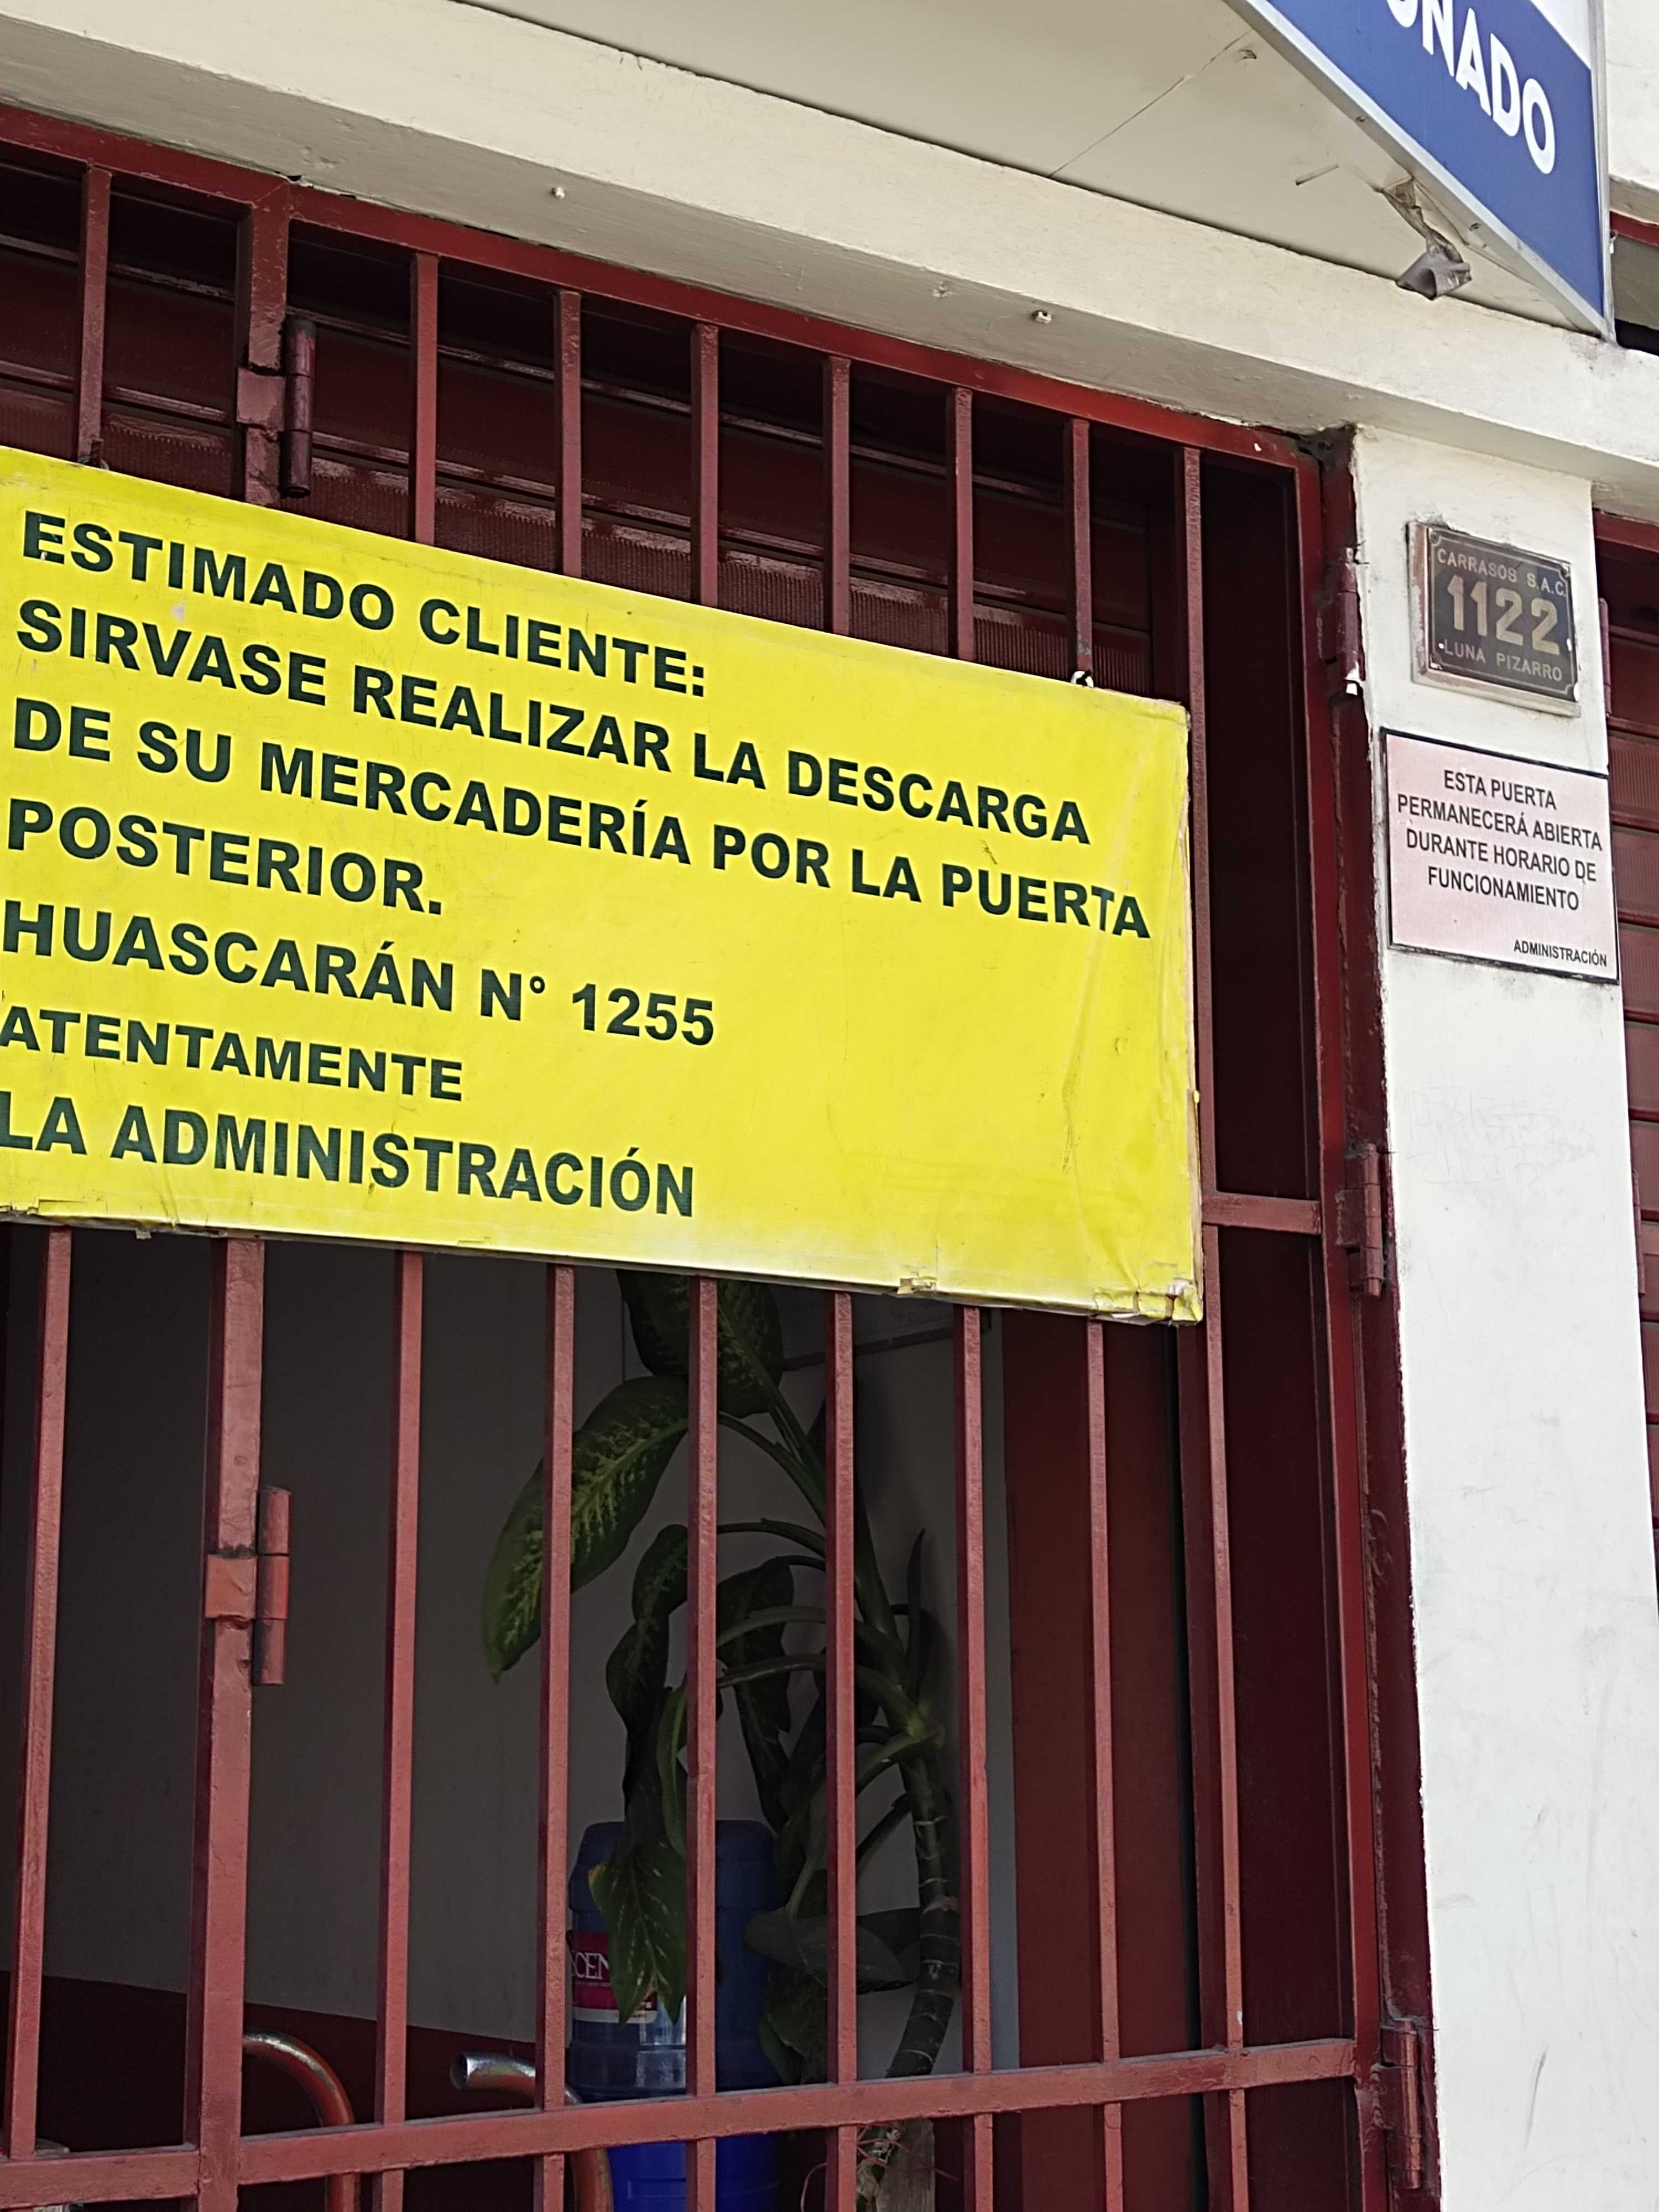 ONADO
ESTIMADO CLIENTE:
SIRVASE REALIZAR LA DESCARGA
DE SU MERCADERÍA POR LA PUERTA
POSTERIOR.
HUASCARÁN N° 1255
ATENTAMENTE
LA ADMINISTRACIÓN
CARRASOS S.A.C.
1122
LUNA PIZARRO
ESTA PUERTA
PERMANECERÁ ABIERTA
DURANTE HORARIO DE
FUNCIONAMIENTO
ADMINISTRACIÓN